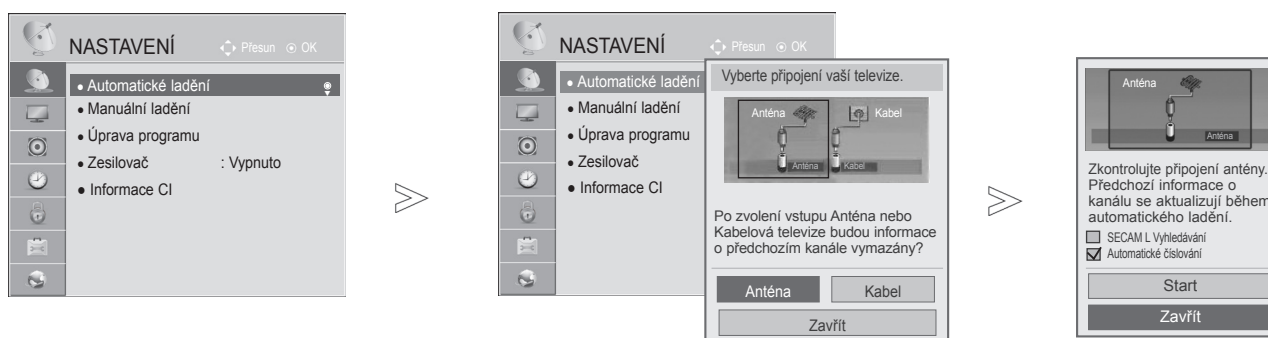 NASTAVENÍ
Přesun OK
● Automatické ladění
● Manuální ladění
● Úprava programu
● Zesilovač : Vypnuto
● Informace CI
NASTAVENÍ
Přesun OK
● Automatické ladění
● Manuální ladění
● Úprava programu
● Zesilovač
● Informace CI
Vyberte připojení vaší televize.
Anténa Kabel
Anténa Kabel
Po zvolení vstupu Anténa nebo
Kabelová televize budou informace
o předchozím kanále vymazány?
Anténa Kabel
Zavřít
Anténa
Anténa
Zkontrolujte připojení antény.
Předchozí informace o
kanálu se aktualizují během
automatického ladění.
SECAM L Vyhledávání
Automatické číslování
Start
Zavřít